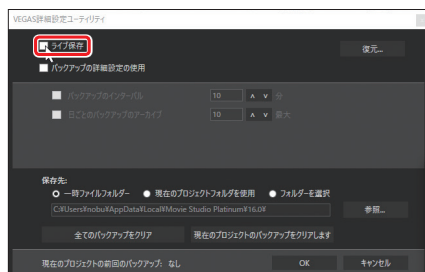 VEGAS詳細設定ユーティリティ
ライブ保存
復元...
バックアップの詳細設定の使用
バックアップのインターバル 10 分
日ごとのバックアップのアーカイブ 10 最大
保存先:
一時ファイルフォルダー 現在のプロジェクトフォルダを使用 フォルダーを選択
C:¥Users¥nobu¥AppData¥Local¥Movie Studio Platinum¥16.0¥ 参照...
全てのバックアップをクリア 現在のプロジェクトのバックアップをクリアします
現在のプロジェクトの前回のバックアップ: なし OK キャンセル